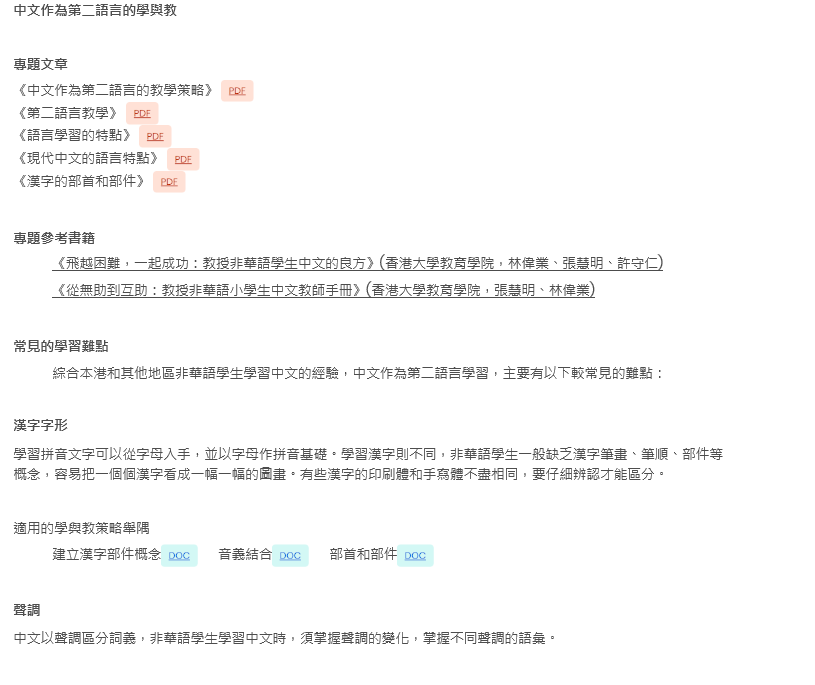 中文作為第二語言的學與教
專題文章
《中文作為第二語言的教學策略》 PDF
《第二語言教學》 PDF
《語言學習的特點》 PDF
《現代中文的語言特點》 PDF
《漢字的部首和部件》 PDF
專題參考書籍
《飛越困難，一起成功：教授非華語學生中文的良方》(香港大學教育學院，林偉業、張慧明、許守仁)
《從無助到互助：教授非華語小學生中文教師手冊》(香港大學教育學院，張慧明、林偉業)
常見的學習難點
綜合本港和其他地區非華語學生學習中文的經驗，中文作為第二語言學習，主要有以下較常見的難點：
漢字字形
學習拼音文字可以從字母入手，並以字母作拼音基礎。學習漢字則不同，非華語學生一般缺乏漢字筆畫、筆順、部件等
概念，容易把一個個漢字看成一幅一幅的圖畫。有些漢字的印刷體和手寫體不盡相同，要仔細辨認才能區分。
適用的學與教策略舉隅
建立漢字部件概念 DOC 音義結合 DOC 部首和部件 DOC
聲調
中文以聲調區分詞義，非華語學生學習中文時，須掌握聲調的變化，掌握不同聲調的語彙。